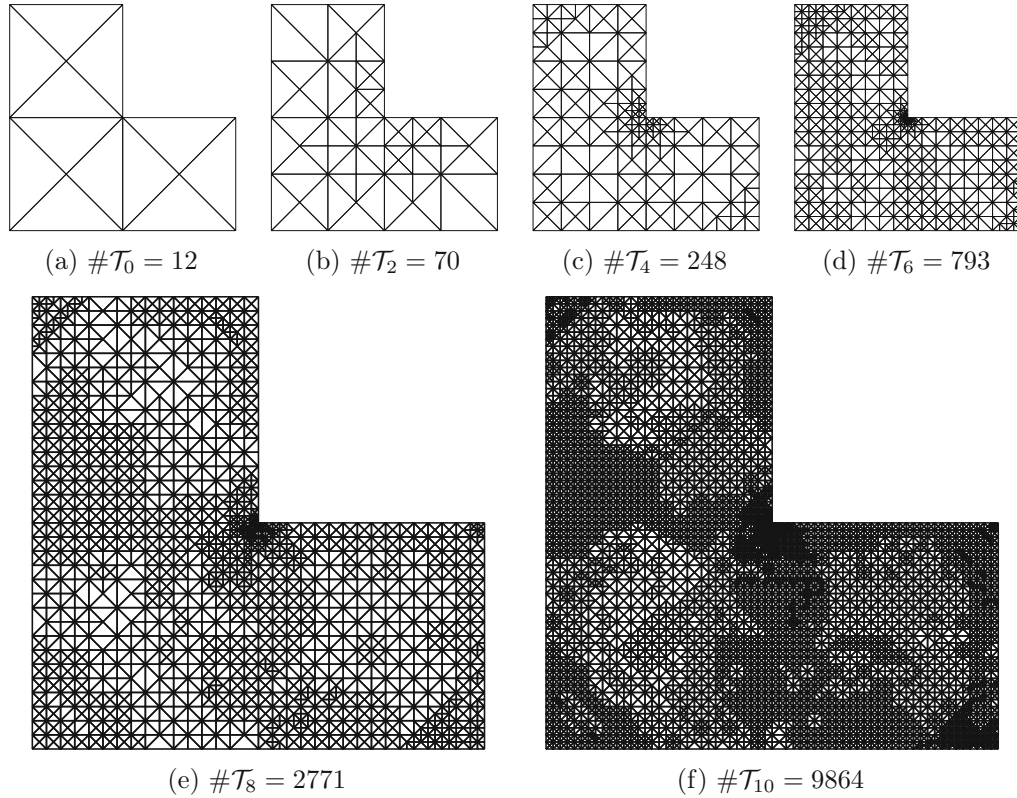 (a) #𝒯₀ = 12
(b) #𝒯₂ = 70
(c) #𝒯₄ = 248
(d) #𝒯₆ = 793
(e) #𝒯₈ = 2771
(f) #𝒯₁₀ = 9864